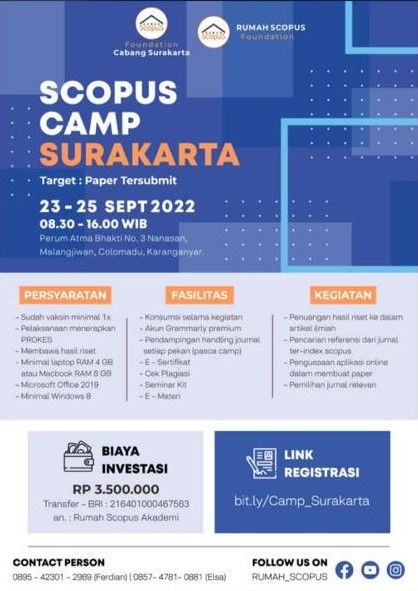 Scopus
Foundation
Cabang Surakarta
Scopus
RUMAH SCOPUS
Foundation
SCOPUS
CAMP
SURAKARTA
Target : Paper Tersubmit
23 - 25 SEPT 2022
08.30 - 16.00 WIB
Perum Atma Bhakti No. 3 Nanasan,
Malangjiwan, Colomadu, Karanganyar.
PERSYARATAN
- Sudah vaksin minimal 1x
- Pelaksanaan menerapkan
PROKES
- Membawa hasil riset
- Minimal laptop RAM 4 GB
atau Macbook RAM 8 GB
- Microsoft Office 2019
- Minimal Windows 8
FASILITAS
- Konsumsi selama kegiatan
- Akun Grammarly premium
- Pendampingan handling journal
setiap pekan (pasca camp)
- E - Sertifikat
- Cek Plagiasi
- Seminar Kit
- E - Materi
KEGIATAN
- Penuangan hasil riset ke dalam
artikel ilmiah
- Pencarian referensi dari jurnal
ter-index scopus
- Penguasaan aplikasi online
dalam membuat paper
- Pemilihan jurnal relevan
BIAYA
INVESTASI
RP 3.500.000
Transfer - BRI : 216401000467563
an. : Rumah Scopus Akademi
LINK
REGISTRASI
bit.ly/Camp_Surakarta
CONTACT PERSON
0895 - 42301 - 2989 (Ferdian) | 0857- 4781- 0881 (Elsa)
FOLLOW US ON
RUMAH_SCOPUS